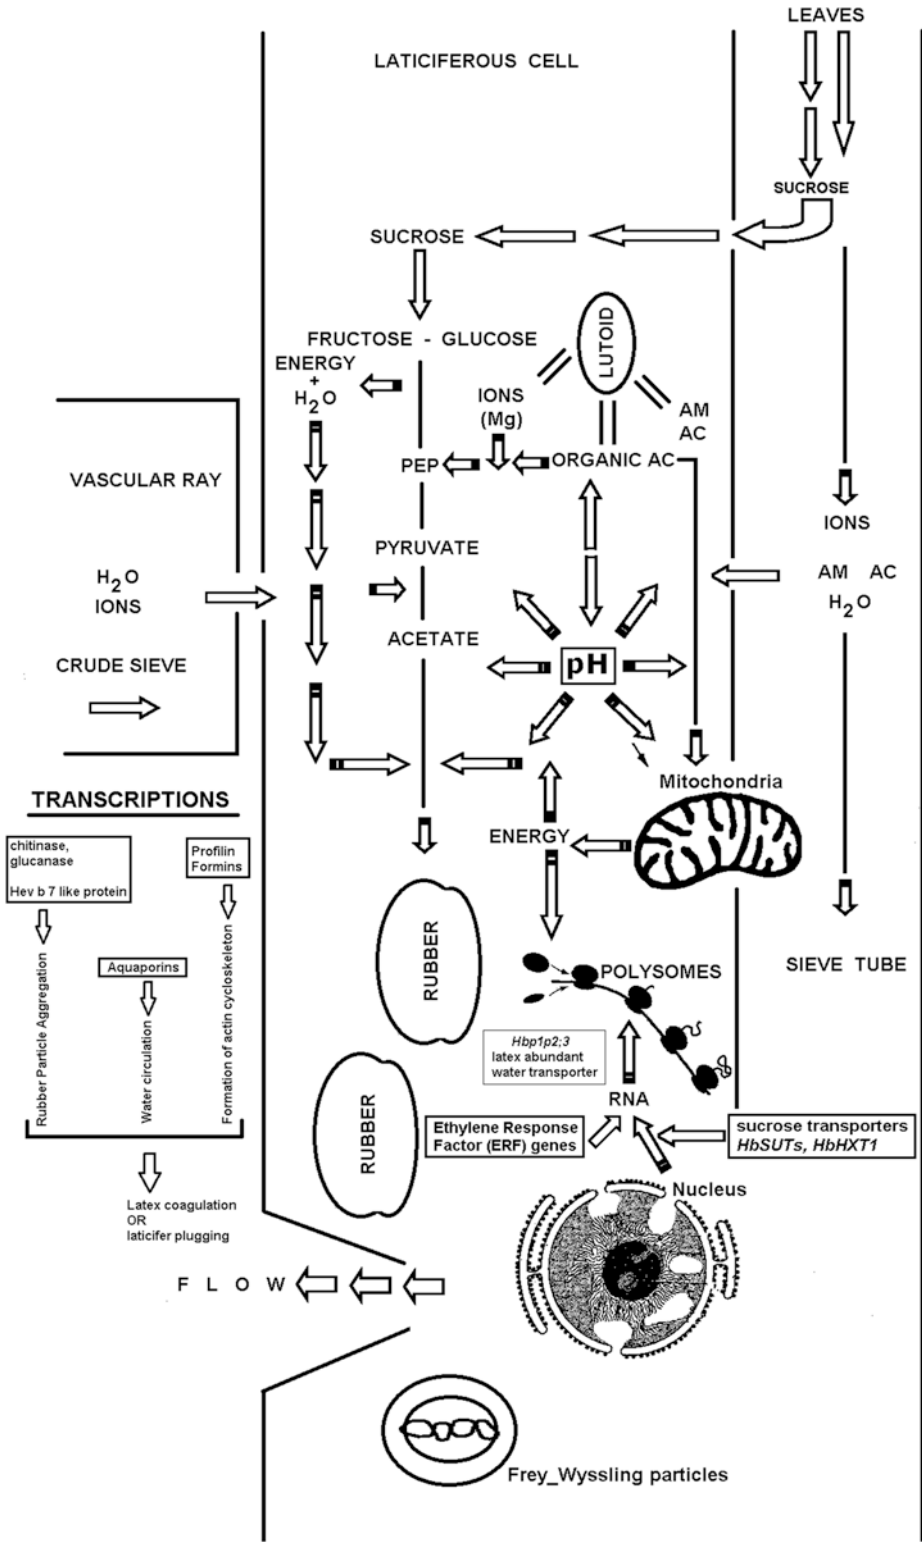 LEAVES
LATICIFEROUS CELL
SUCROSE
SUCROSE
FRUCTOSE - GLUCOSE
LUTOID
ENERGY
+
H2O
IONS
(Mg)
AM
AC
PEP
ORGANIC AC
VASCULAR RAY
IONS
PYRUVATE
H2O
IONS
AM AC
H2O
ACETATE
pH
CRUDE SIEVE
Mitochondria
TRANSCRIPTIONS
ENERGY
chitinase,
glucanase
Hev b 7 like protein
Profilin
Formins
Aquaporins
Rubber Particle Aggregation
Water circulation
Formation of actin cycloskeleton
RUBBER
POLYSOMES
SIEVE TUBE
Hbp1p2;3
latex abundant
water transporter
RNA
RUBBER
Ethylene Response
Factor (ERF) genes
sucrose transporters
HbSUTs, HbHXT1
Nucleus
Latex coagulation
OR
laticifer plugging
F L O W
Frey_Wyssling particles